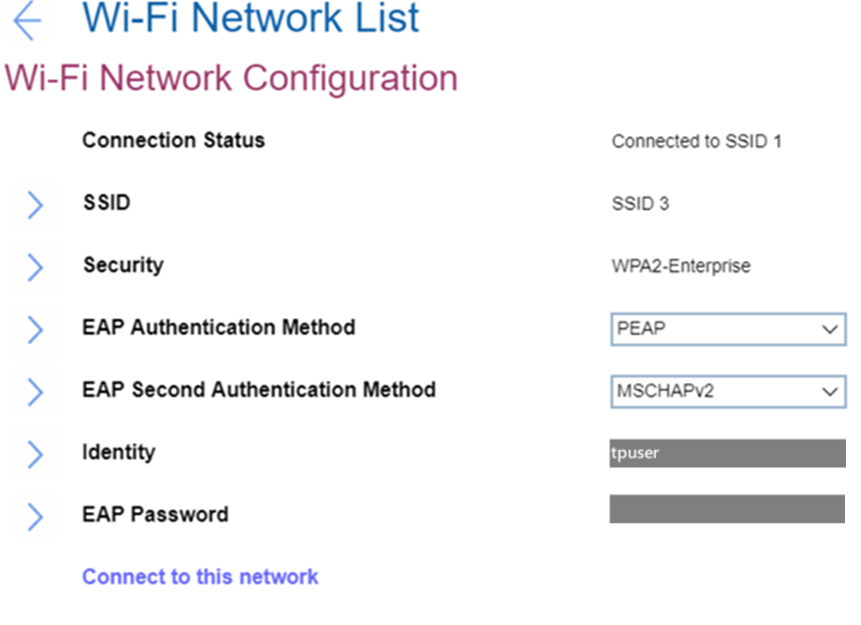 Wi-Fi Network List
Wi-Fi Network Configuration
Connection Status Connected to SSID 1
SSID SSID 3
Security WPA2-Enterprise
EAP Authentication Method PEAP
EAP Second Authentication Method MSCHAPv2
Identity tpuser
EAP Password
Connect to this network